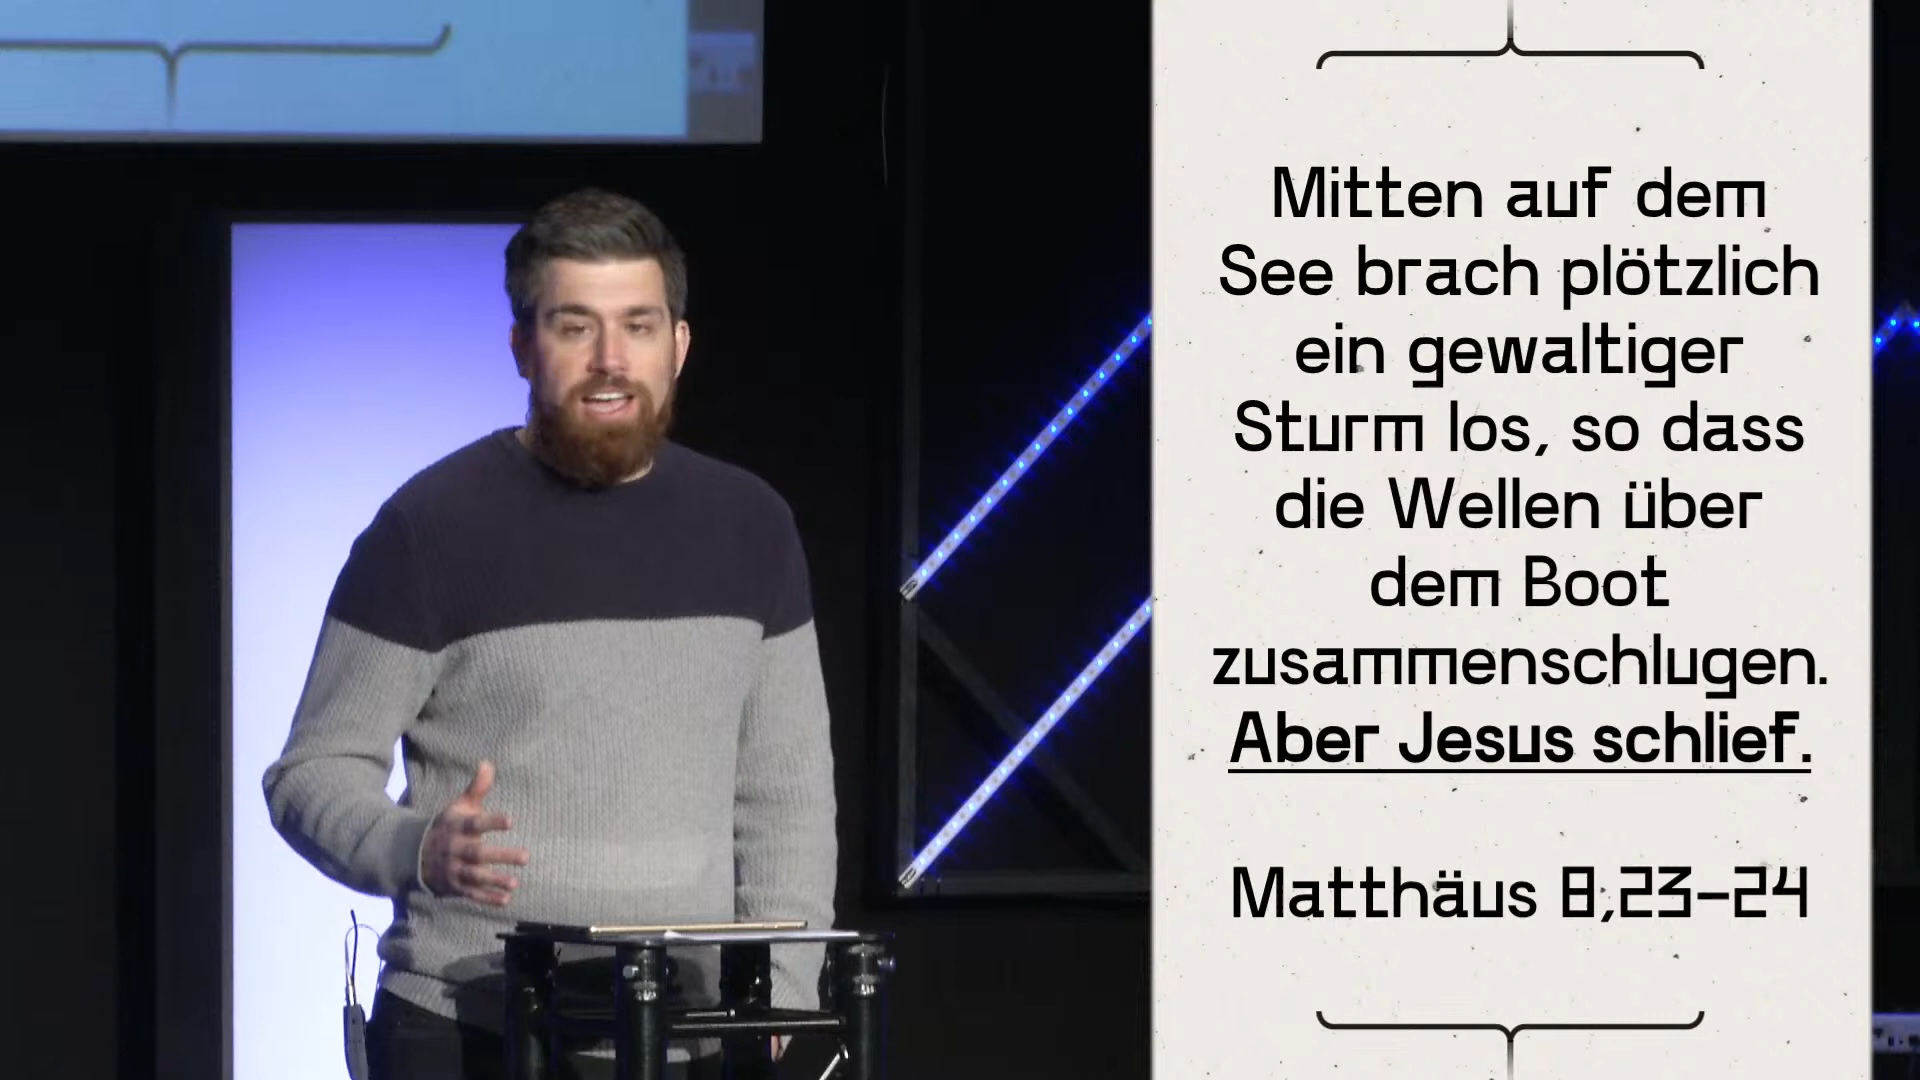 Mitten auf dem
See brach plötzlich
ein gewaltiger
Sturm los, so dass
die Wellen über
dem Boot
zusammenschlugen.
Aber Jesus schlief.
Matthäus 8,23–24